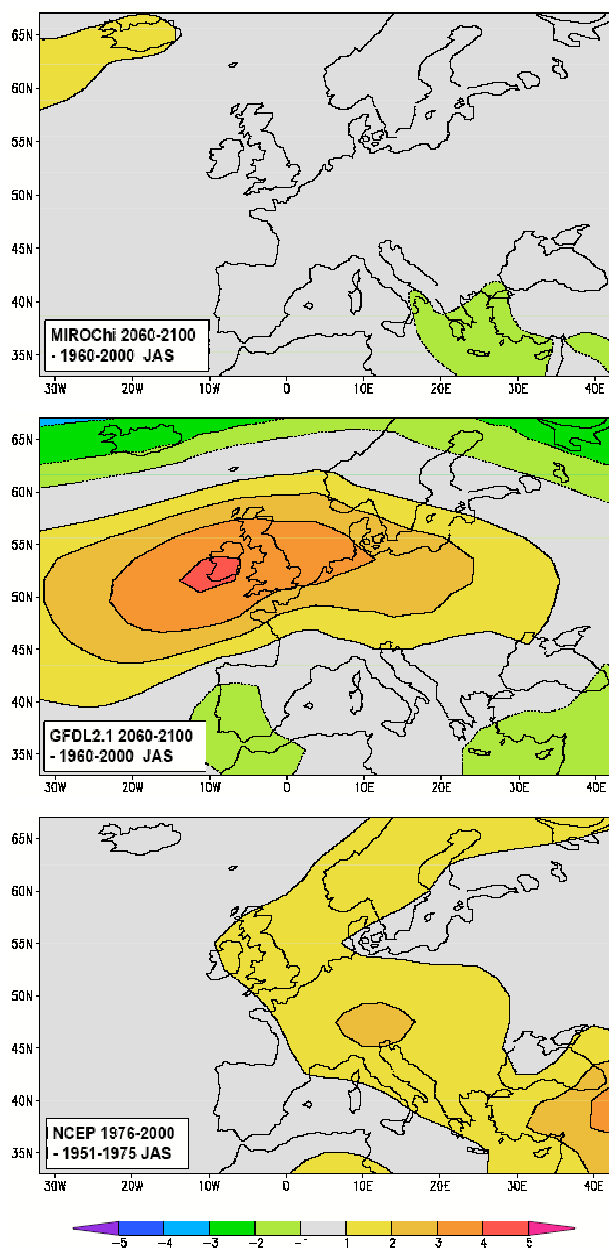 65N
60N
55N
50N
45N
40N
35N
MIROChi 2060-2100
- 1960-2000 JAS
30W 20W 10W 0 10E 20E 30E 40E
65N
60N
55N
50N
45N
40N
35N
GFDL2.1 2060-2100
- 1960-2000 JAS
30W 20W 10W 0 10E 20E 30E 40E
65N
60N
55N
50N
45N
40N
35N
NCEP 1976-2000
- 1951-1975 JAS
30W 20W 10W 0 10E 20E 30E 40E
-5 -4 -3 -2 -1 1 2 3 4 5